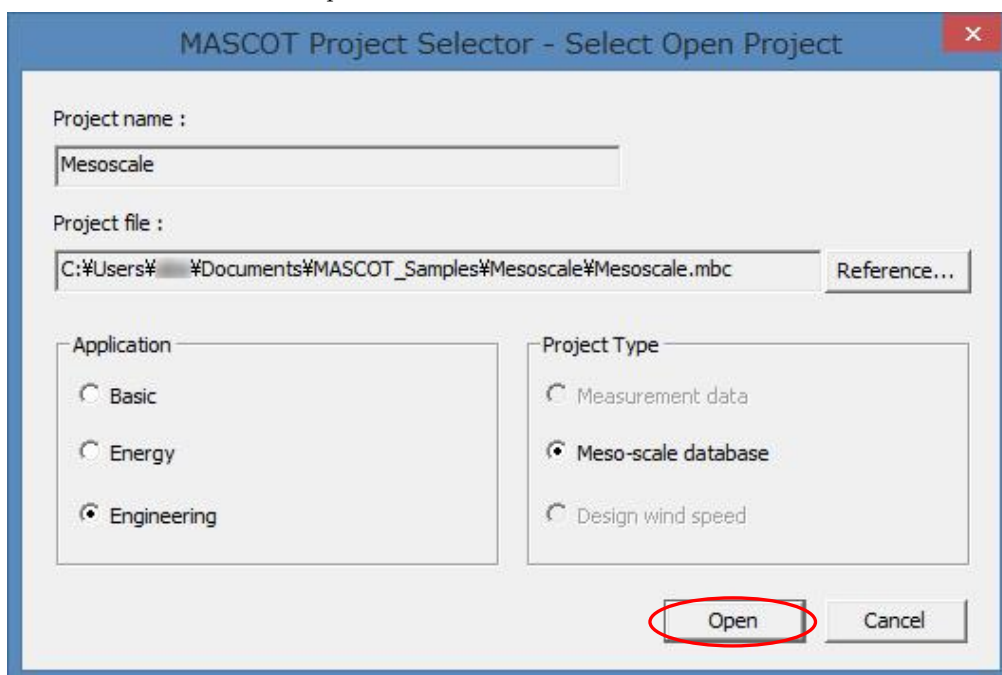 MASCOT Project Selector - Select Open Project
Project name :
Mesoscale
Project file :
C:¥Users¥ ¥Documents¥MASCOT_Samples¥Mesoscale¥Mesoscale.mbc
Reference...
Application
Basic
Energy
Engineering
Project Type
Measurement data
Meso-scale database
Design wind speed
Open
Cancel